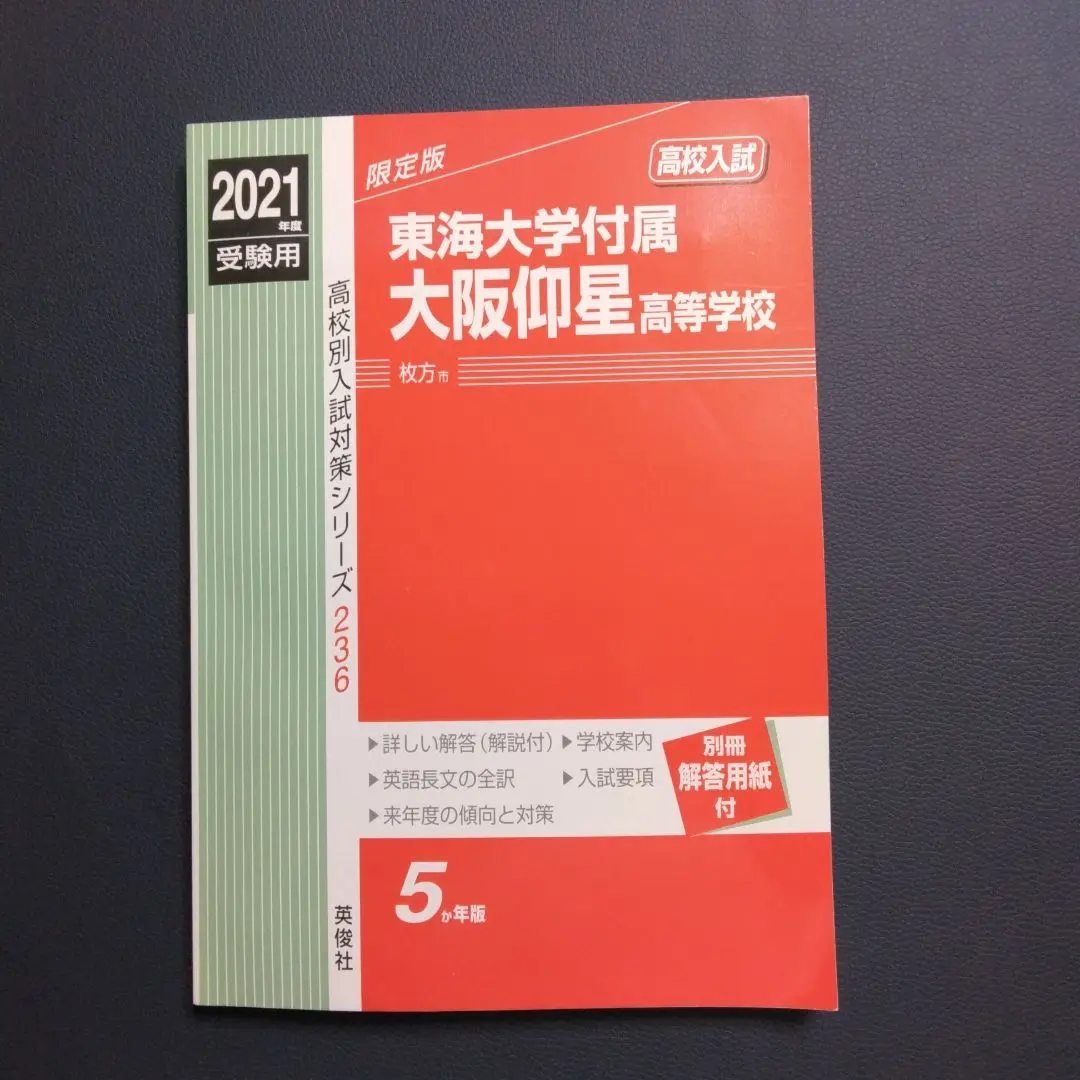 2021
年度
受験用
限定版
高校入試
東海大学付属
大阪仰星高等学校
枚方市
高校別入試対策シリーズ236
▶詳しい解答(解説付)▶学校案内
▶英語長文の全訳 ▶入試要項
▶来年度の傾向と対策
別冊
解答用紙
付
5か年版
英俊社